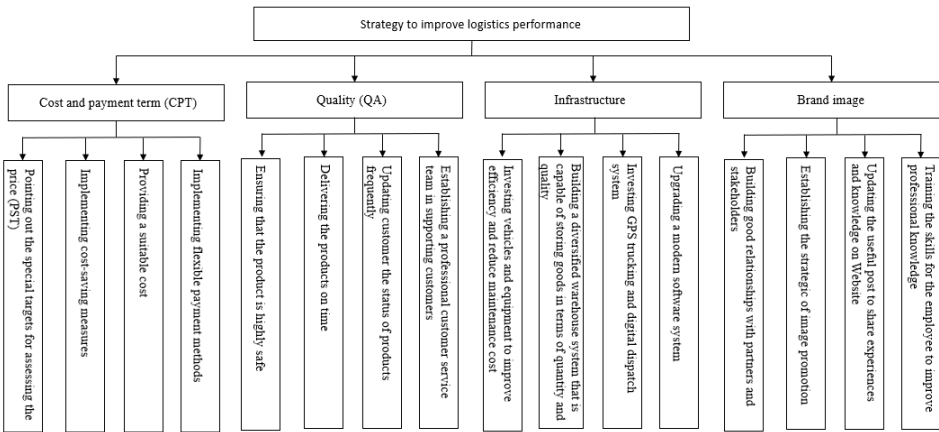 Strategy to improve logistics performance
Cost and payment term (CPT)
Quality (QA)
Infrastructure
Brand image
Pointing out the special targets for assessing the
price (PST)
Implementing cost-saving measures
Providing a suitable cost
Implementing flexible payment methods
Ensuring that the product is highly safe
Delivering the products on time
Updating customer the status of products
frequently
Establishing a professional customer service
team in supporting customers
Investing vehicles and equipment to improve
efficiency and reduce maintenance cost
Building a diversified warehouse system that is
capable of storing goods in terms of quantity and
quality
Investing GPS trucking and digital dispatch
system
Upgrading a modern software system
Building good relationships with partners and
stakeholders
Establishing the strategic of image promotion
Updating the useful post to share experiences
and knowledge on Website
Training the skills for the employee to improve
professional knowledge